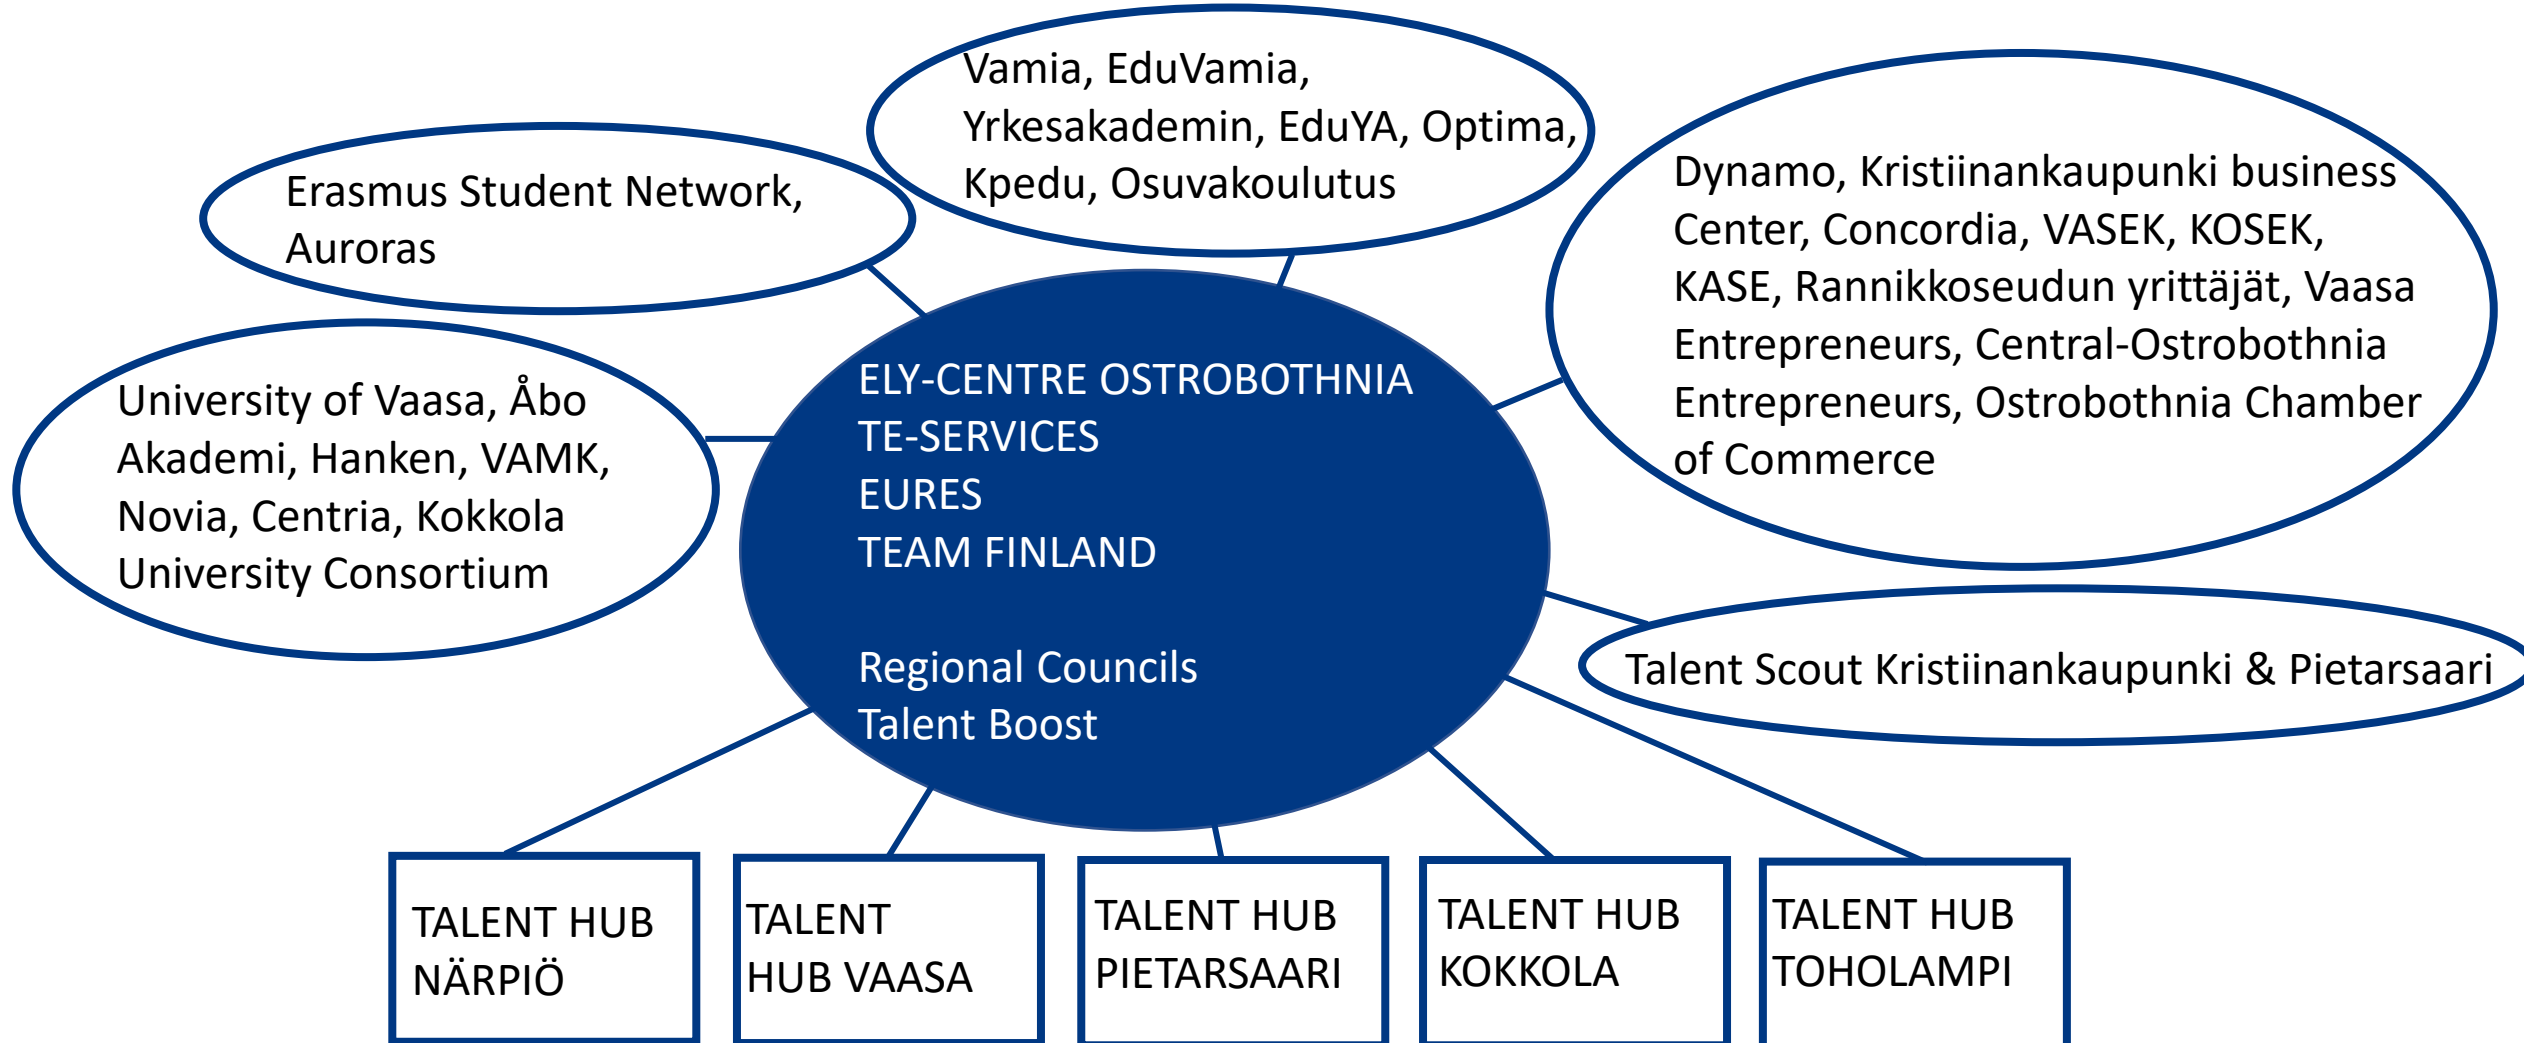 Vamia, EduVamia,
Yrkesakademin, EduYA, Optima,
Kpedu, Osuvakoulutus
Erasmus Student Network,
Auroras
Dynamo, Kristiinankaupunki business
Center, Concordia, VASEK, KOSEK,
KASE, Rannikkoseudun yrittäjät, Vaasa
Entrepreneurs, Central-Ostrobothnia
Entrepreneurs, Ostrobothnia Chamber
of Commerce
University of Vaasa, Åbo
Akademi, Hanken, VAMK,
Novia, Centria, Kokkola
University Consortium
ELY-CENTRE OSTROBOTHNIA
TE-SERVICES
EURES
TEAM FINLAND
Regional Councils
Talent Boost
Talent Scout Kristiinankaupunki & Pietarsaari
TALENT HUB
NÄRPIÖ
TALENT
HUB VAASA
TALENT HUB
PIETARSAARI
TALENT HUB
KOKKOLA
TALENT HUB
TOHOLAMPI